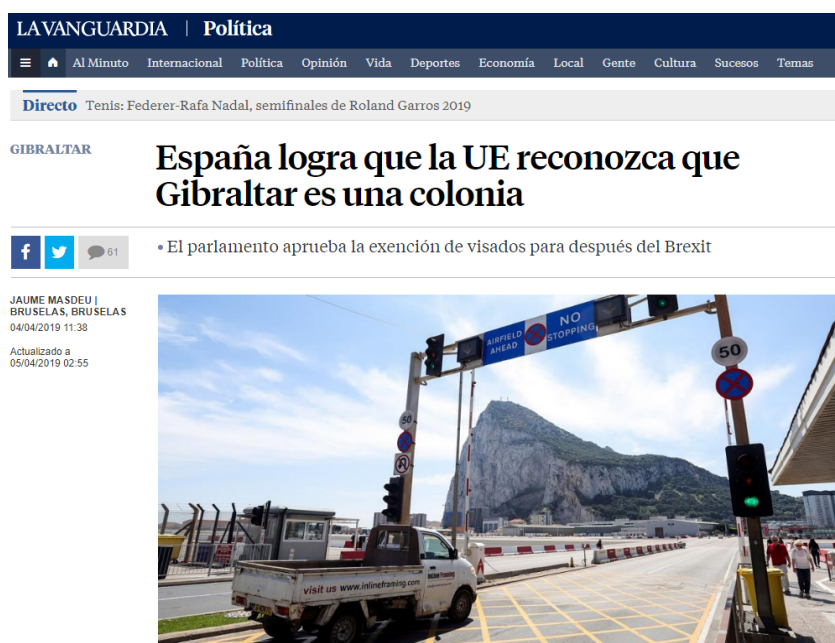 LA VANGUARDIA | Política
Al Minuto Internacional Política Opinión Vida Deportes Economía Local Gente Cultura Sucesos Temas
Directo Tenis: Federer-Rafa Nadal, semifinales de Roland Garros 2019
GIBRALTAR
España logra que la UE reconozca que
Gibraltar es una colonia
61
• El parlamento aprueba la exención de visados para después del Brexit
JAUME MASDEU |
BRUSELAS, BRUSELAS
04/04/2019 11:38
Actualizado a
05/04/2019 02:55
AIRFIELD
AHEAD
NO
STOPPING
50
50
visit us www.inlineframing.com